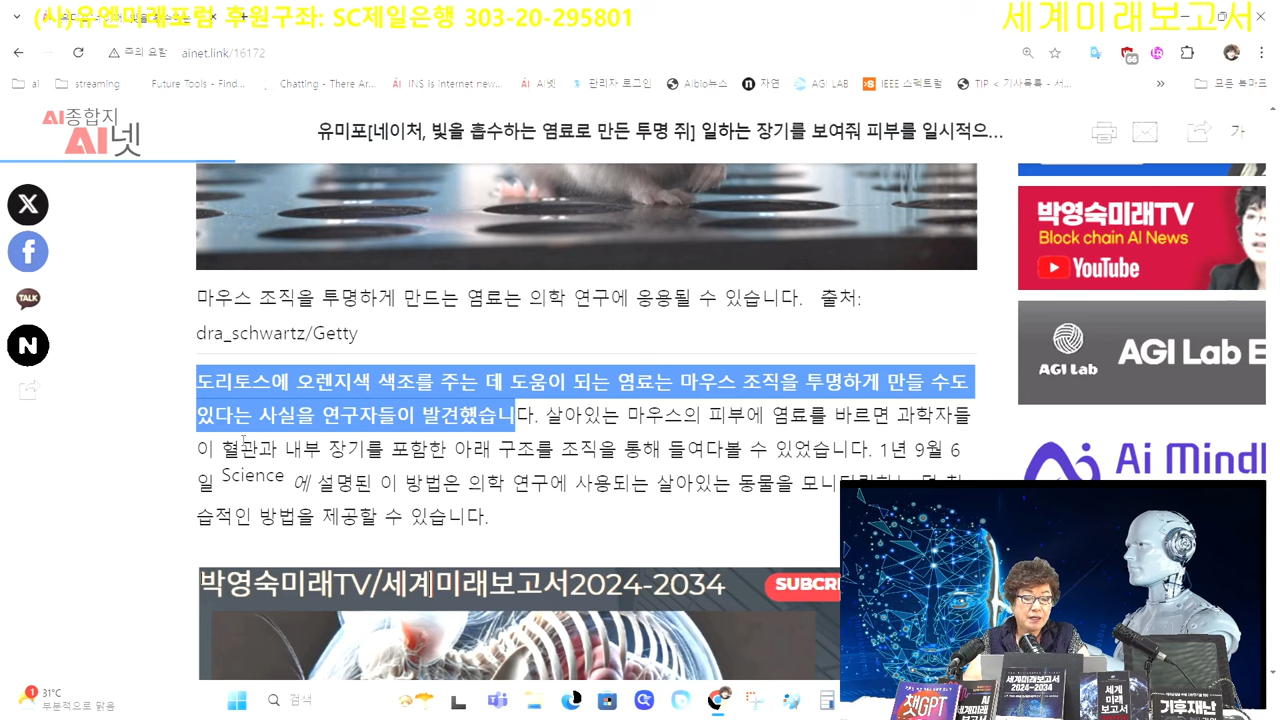 (사)유엔미래포럼 후원구좌: SC제일은행 303-20-295801
세계미래보고서
주의 요함
ainet.link/16172
ai
streaming
Future Tools - Find...
Chatting - There Ar...
INS is internet new...
AI넷
관리자 로그인
Aiblo뉴스
자연
AGI LAB
IEEE 스펙트럼
TIP < 기사목록 - 서...
»
모든 북마크
AI종합지
AI넷
유미포[네이처, 빛을 흡수하는 염료로 만든 투명 쥐] 일하는 장기를 보여줘 피부를 일시적으...
가
마우스 조직을 투명하게 만드는 염료는 의학 연구에 응용될 수 있습니다. 출처:
dra_schwartz/Getty
도리토스에 오렌지색 색조를 주는 데 도움이 되는 염료는 마우스 조직을 투명하게 만들 수도
있다는 사실을 연구자들이 발견했습니다. 살아있는 마우스의 피부에 염료를 바르면 과학자들
이 혈관과 내부 장기를 포함한 아래 구조를 조직을 통해 들여다볼 수 있었습니다. 1년 9월 6
일 Science 에 설명된 이 방법은 의학 연구에 사용되는 살아있는 동물을
습적인 방법을 제공할 수 있습니다.
TALK
N
박영숙미래TV
Block chain AI News
YouTube
AGI Lab
AGI Lab E
Ai Mindl
박영숙미래TV/세계미래보고서2024-2034
SUBCRI
세계미래보고서
2024-2034
챗GPT
세계
미래
보고서
기후재난
1
31°C
부분적으로 맑음
검색